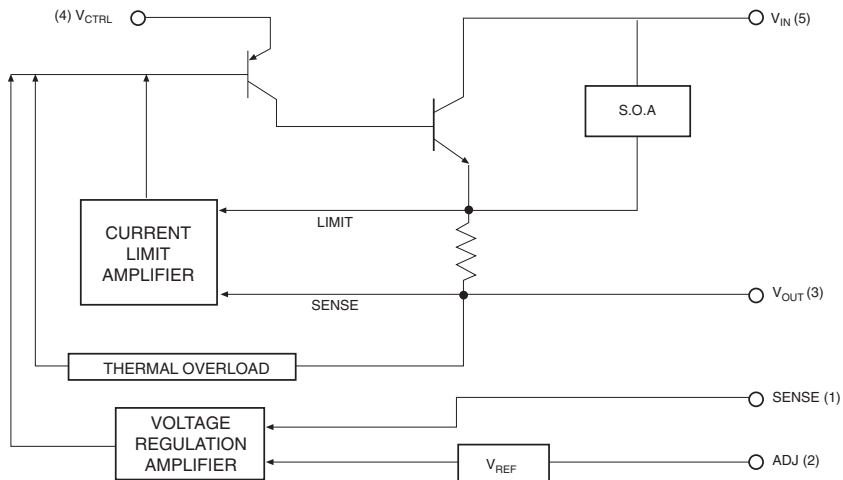 (4) VCTRL
VIN (5)
S.O.A
LIMIT
CURRENT
LIMIT
AMPLIFIER
SENSE
VOUT (3)
THERMAL OVERLOAD
SENSE (1)
VOLTAGE
REGULATION
AMPLIFIER
VREF
ADJ (2)